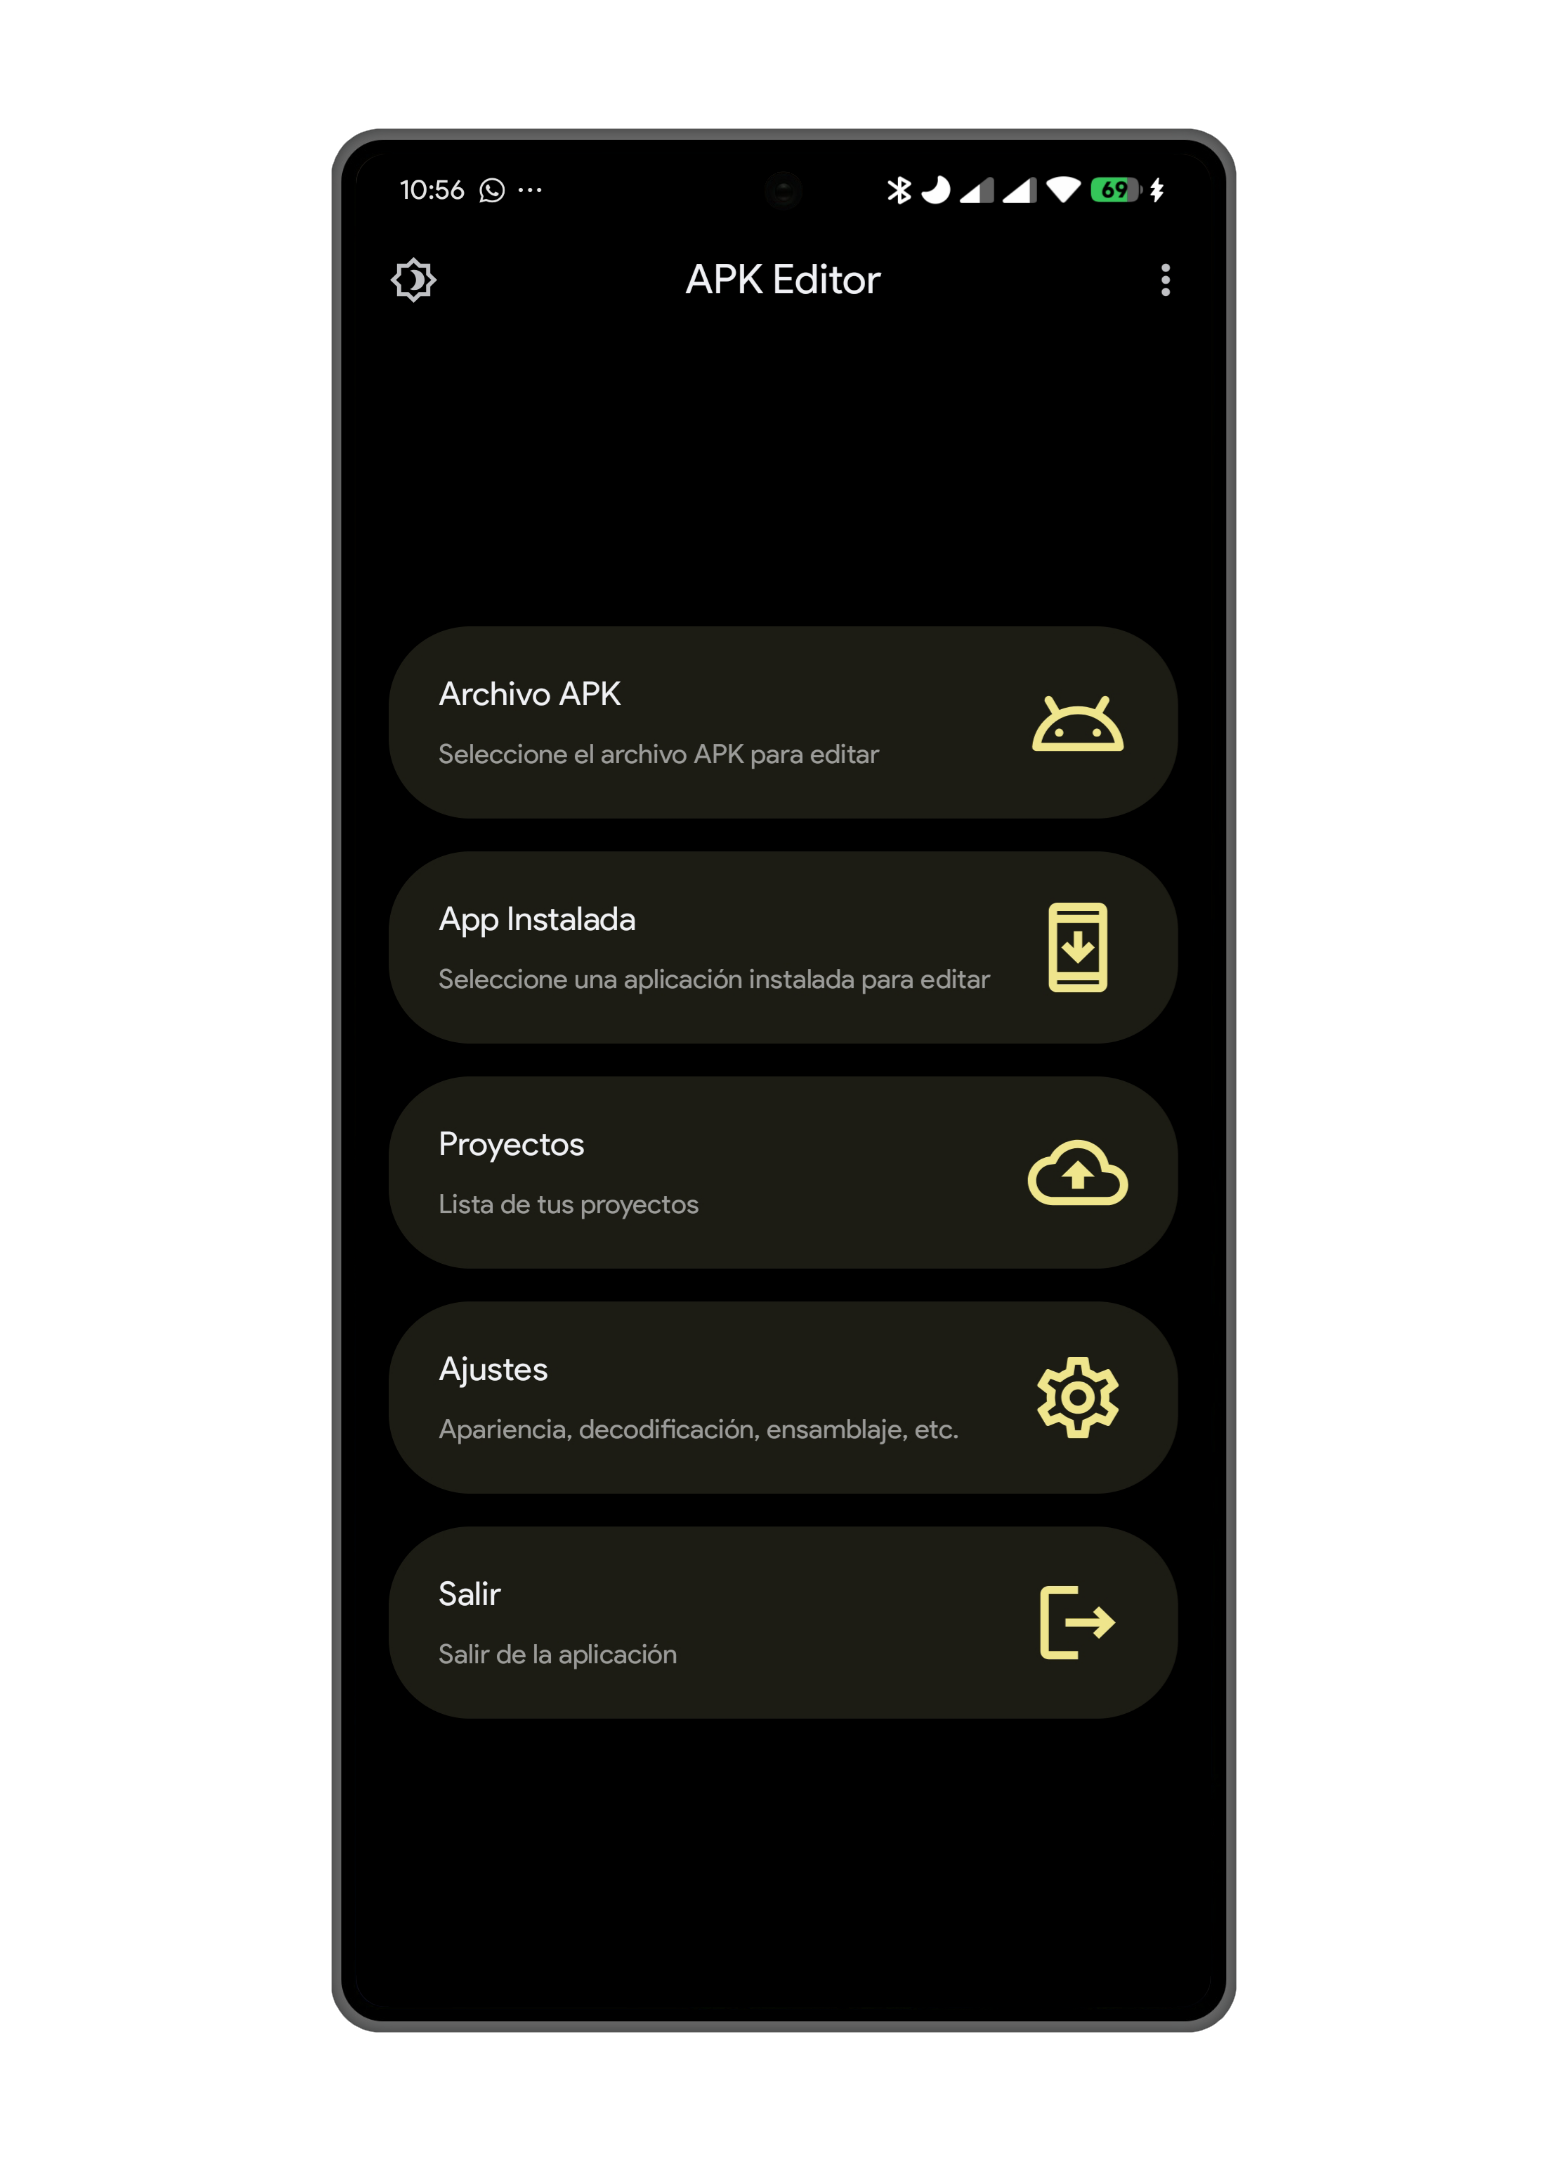 10:56
69
APK Editor
Archivo APK
Seleccione el archivo APK para editar
App Instalada
Seleccione una aplicación instalada para editar
Proyectos
Lista de tus proyectos
Ajustes
Apariencia, decodificación, ensamblaje, etc.
Salir
Salir de la aplicación